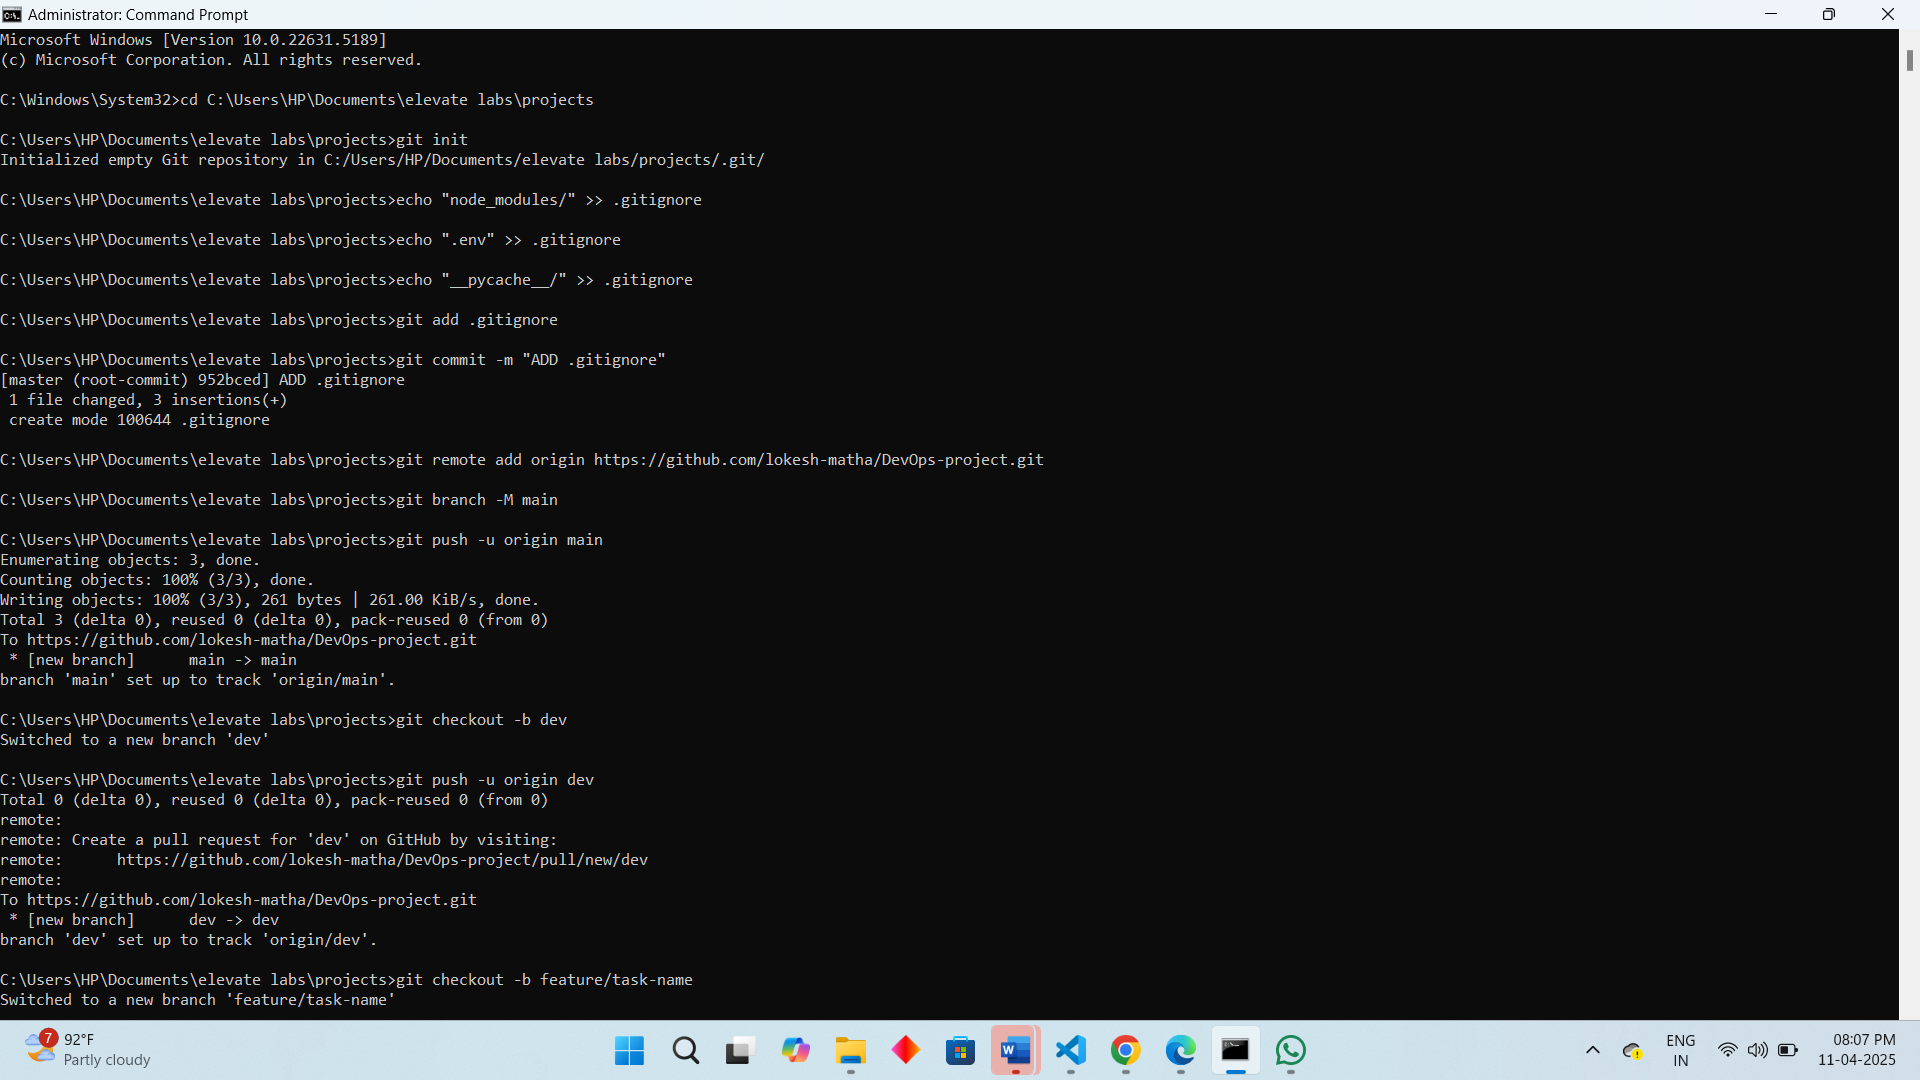 Administrator: Command Prompt
Microsoft Windows [Version 10.0.22631.5189]
(c) Microsoft Corporation. All rights reserved.
C:\Windows\System32>cd C:\Users\HP\Documents\elevate labs\projects
C:\Users\HP\Documents\elevate labs\projects>git init
Initialized empty Git repository in C:/Users/HP/Documents/elevate labs/projects/.git/
C:\Users\HP\Documents\elevate labs\projects>echo "node_modules/" >> .gitignore
C:\Users\HP\Documents\elevate labs\projects>echo ".env" >> .gitignore
C:\Users\HP\Documents\elevate labs\projects>echo "__pycache__/" >> .gitignore
C:\Users\HP\Documents\elevate labs\projects>git add .gitignore
C:\Users\HP\Documents\elevate labs\projects>git commit -m "ADD .gitignore"
[master (root-commit) 952bced] ADD .gitignore
 1 file changed, 3 insertions(+)
 create mode 100644 .gitignore
C:\Users\HP\Documents\elevate labs\projects>git remote add origin https://github.com/lokesh-matha/DevOps-project.git
C:\Users\HP\Documents\elevate labs\projects>git branch -M main
C:\Users\HP\Documents\elevate labs\projects>git push -u origin main
Enumerating objects: 3, done.
Counting objects: 100% (3/3), done.
Writing objects: 100% (3/3), 261 bytes | 261.00 KiB/s, done.
Total 3 (delta 0), reused 0 (delta 0), pack-reused 0 (from 0)
To https://github.com/lokesh-matha/DevOps-project.git
 * [new branch]      main -> main
branch 'main' set up to track 'origin/main'.
C:\Users\HP\Documents\elevate labs\projects>git checkout -b dev
Switched to a new branch 'dev'
C:\Users\HP\Documents\elevate labs\projects>git push -u origin dev
Total 0 (delta 0), reused 0 (delta 0), pack-reused 0 (from 0)
remote:
remote: Create a pull request for 'dev' on GitHub by visiting:
remote:      https://github.com/lokesh-matha/DevOps-project/pull/new/dev
remote:
To https://github.com/lokesh-matha/DevOps-project.git
 * [new branch]      dev -> dev
branch 'dev' set up to track 'origin/dev'.
C:\Users\HP\Documents\elevate labs\projects>git checkout -b feature/task-name
Switched to a new branch 'feature/task-name'
7
92°F
Partly cloudy
W
ENG
IN
08:07 PM
11-04-2025